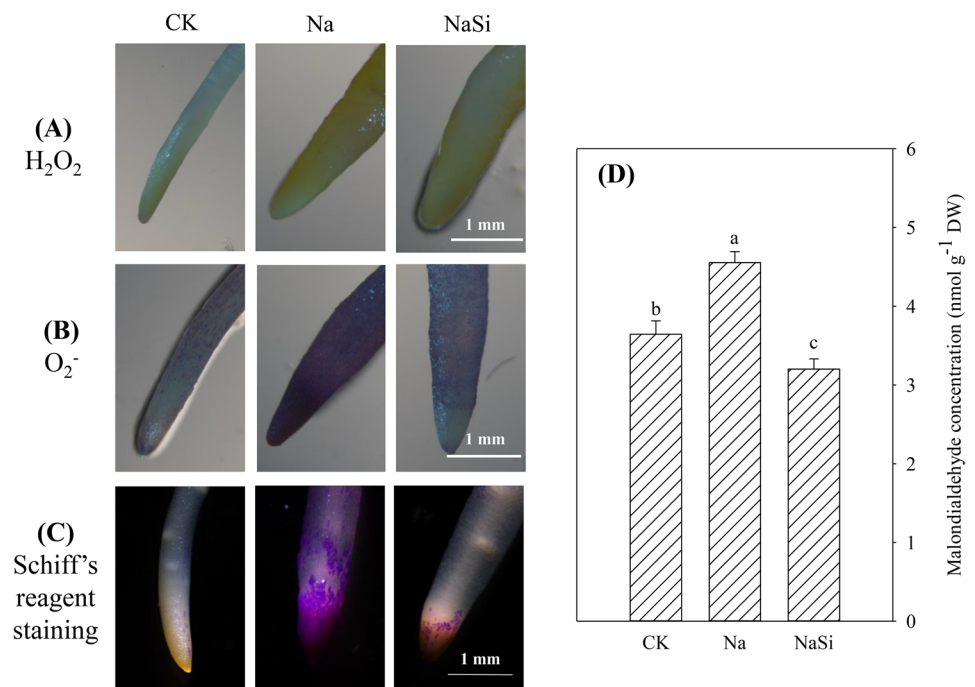 CK Na NaSi
(A)
H₂O₂
1 mm
(B)
O₂⁻
1 mm
(C)
Schiff's
reagent
staining
1 mm
(D)
6
5
4
3
2
1
0
b
a
c
CK Na NaSi
Malondialdehyde concentration (nmol g⁻¹ DW)